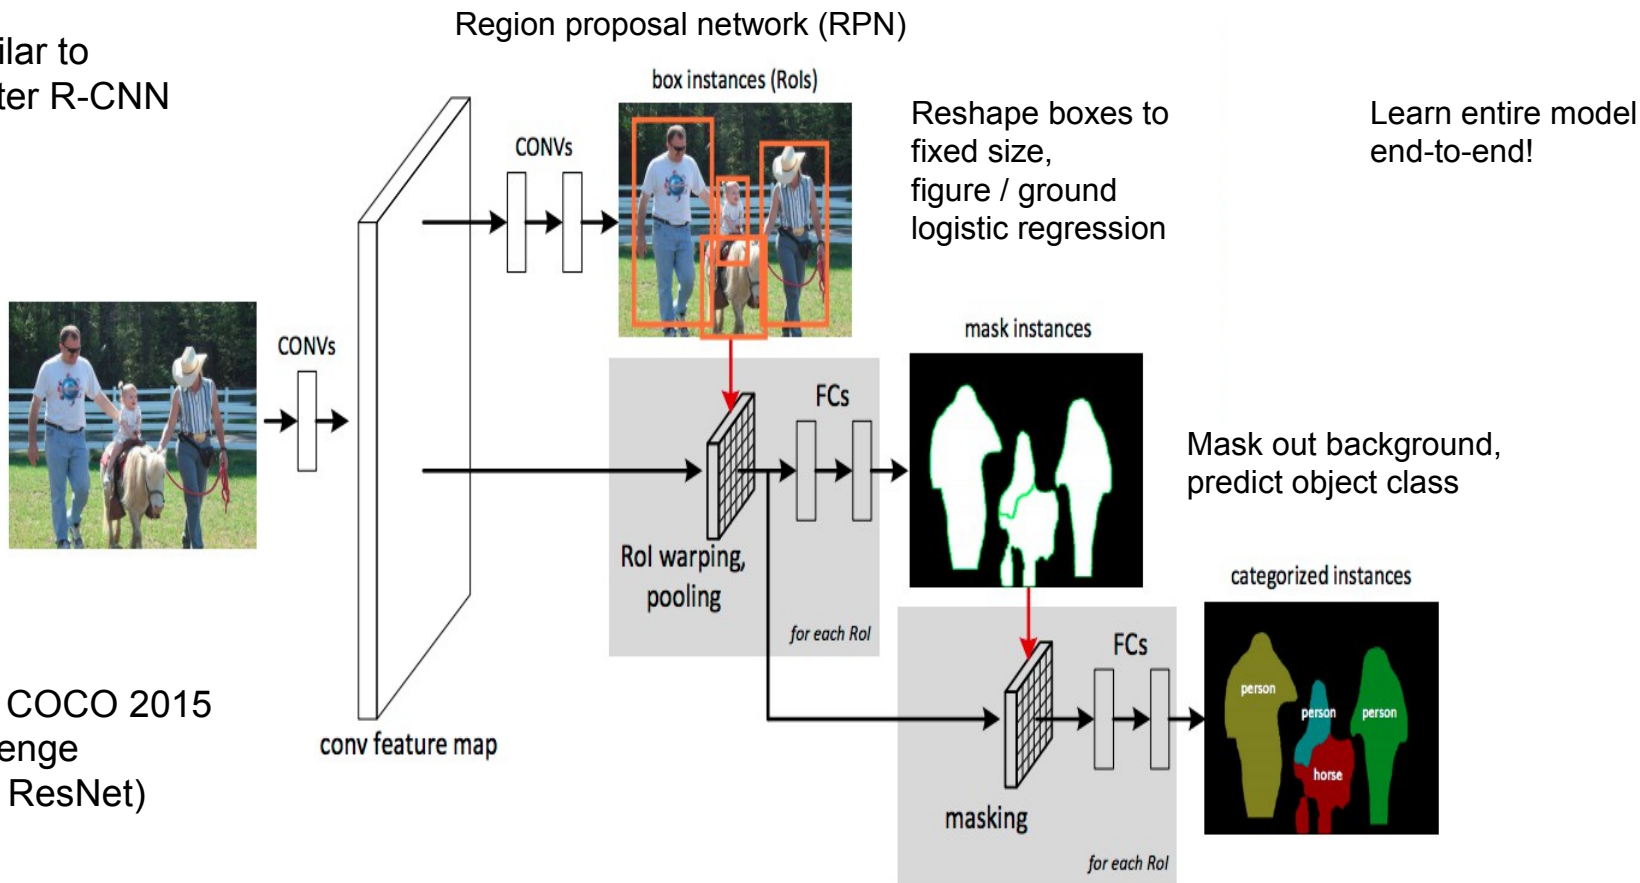 Region proposal network (RPN)
ilar to
ter R-CNN
box instances (RoIs)
Reshape boxes to
fixed size,
figure / ground
logistic regression
Learn entire model
end-to-end!
CONVs
CONVs
mask instances
FCs
Mask out background,
predict object class
RoI warping,
pooling
for each RoI
categorized instances
FCs
person
person
person
horse
COCO 2015
enge
ResNet)
conv feature map
masking
for each RoI